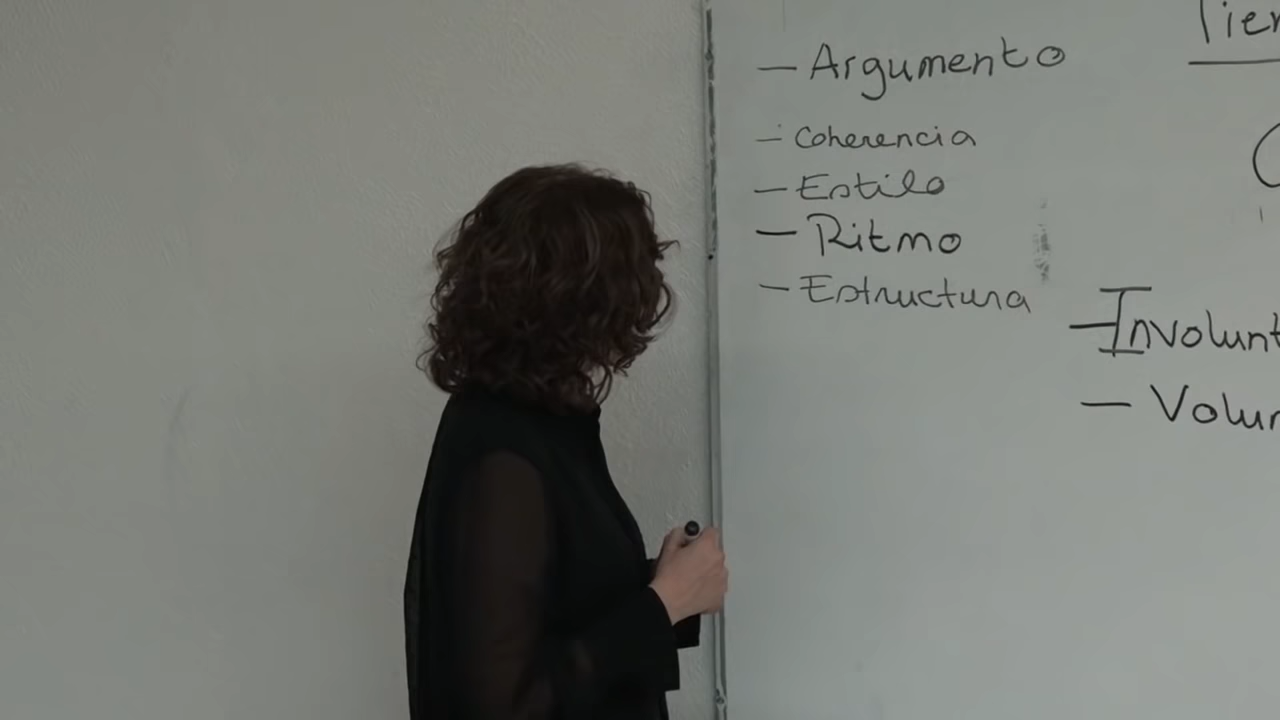 — Argumento
— Coherencia
— Estilo
— Ritmo
— Estructura